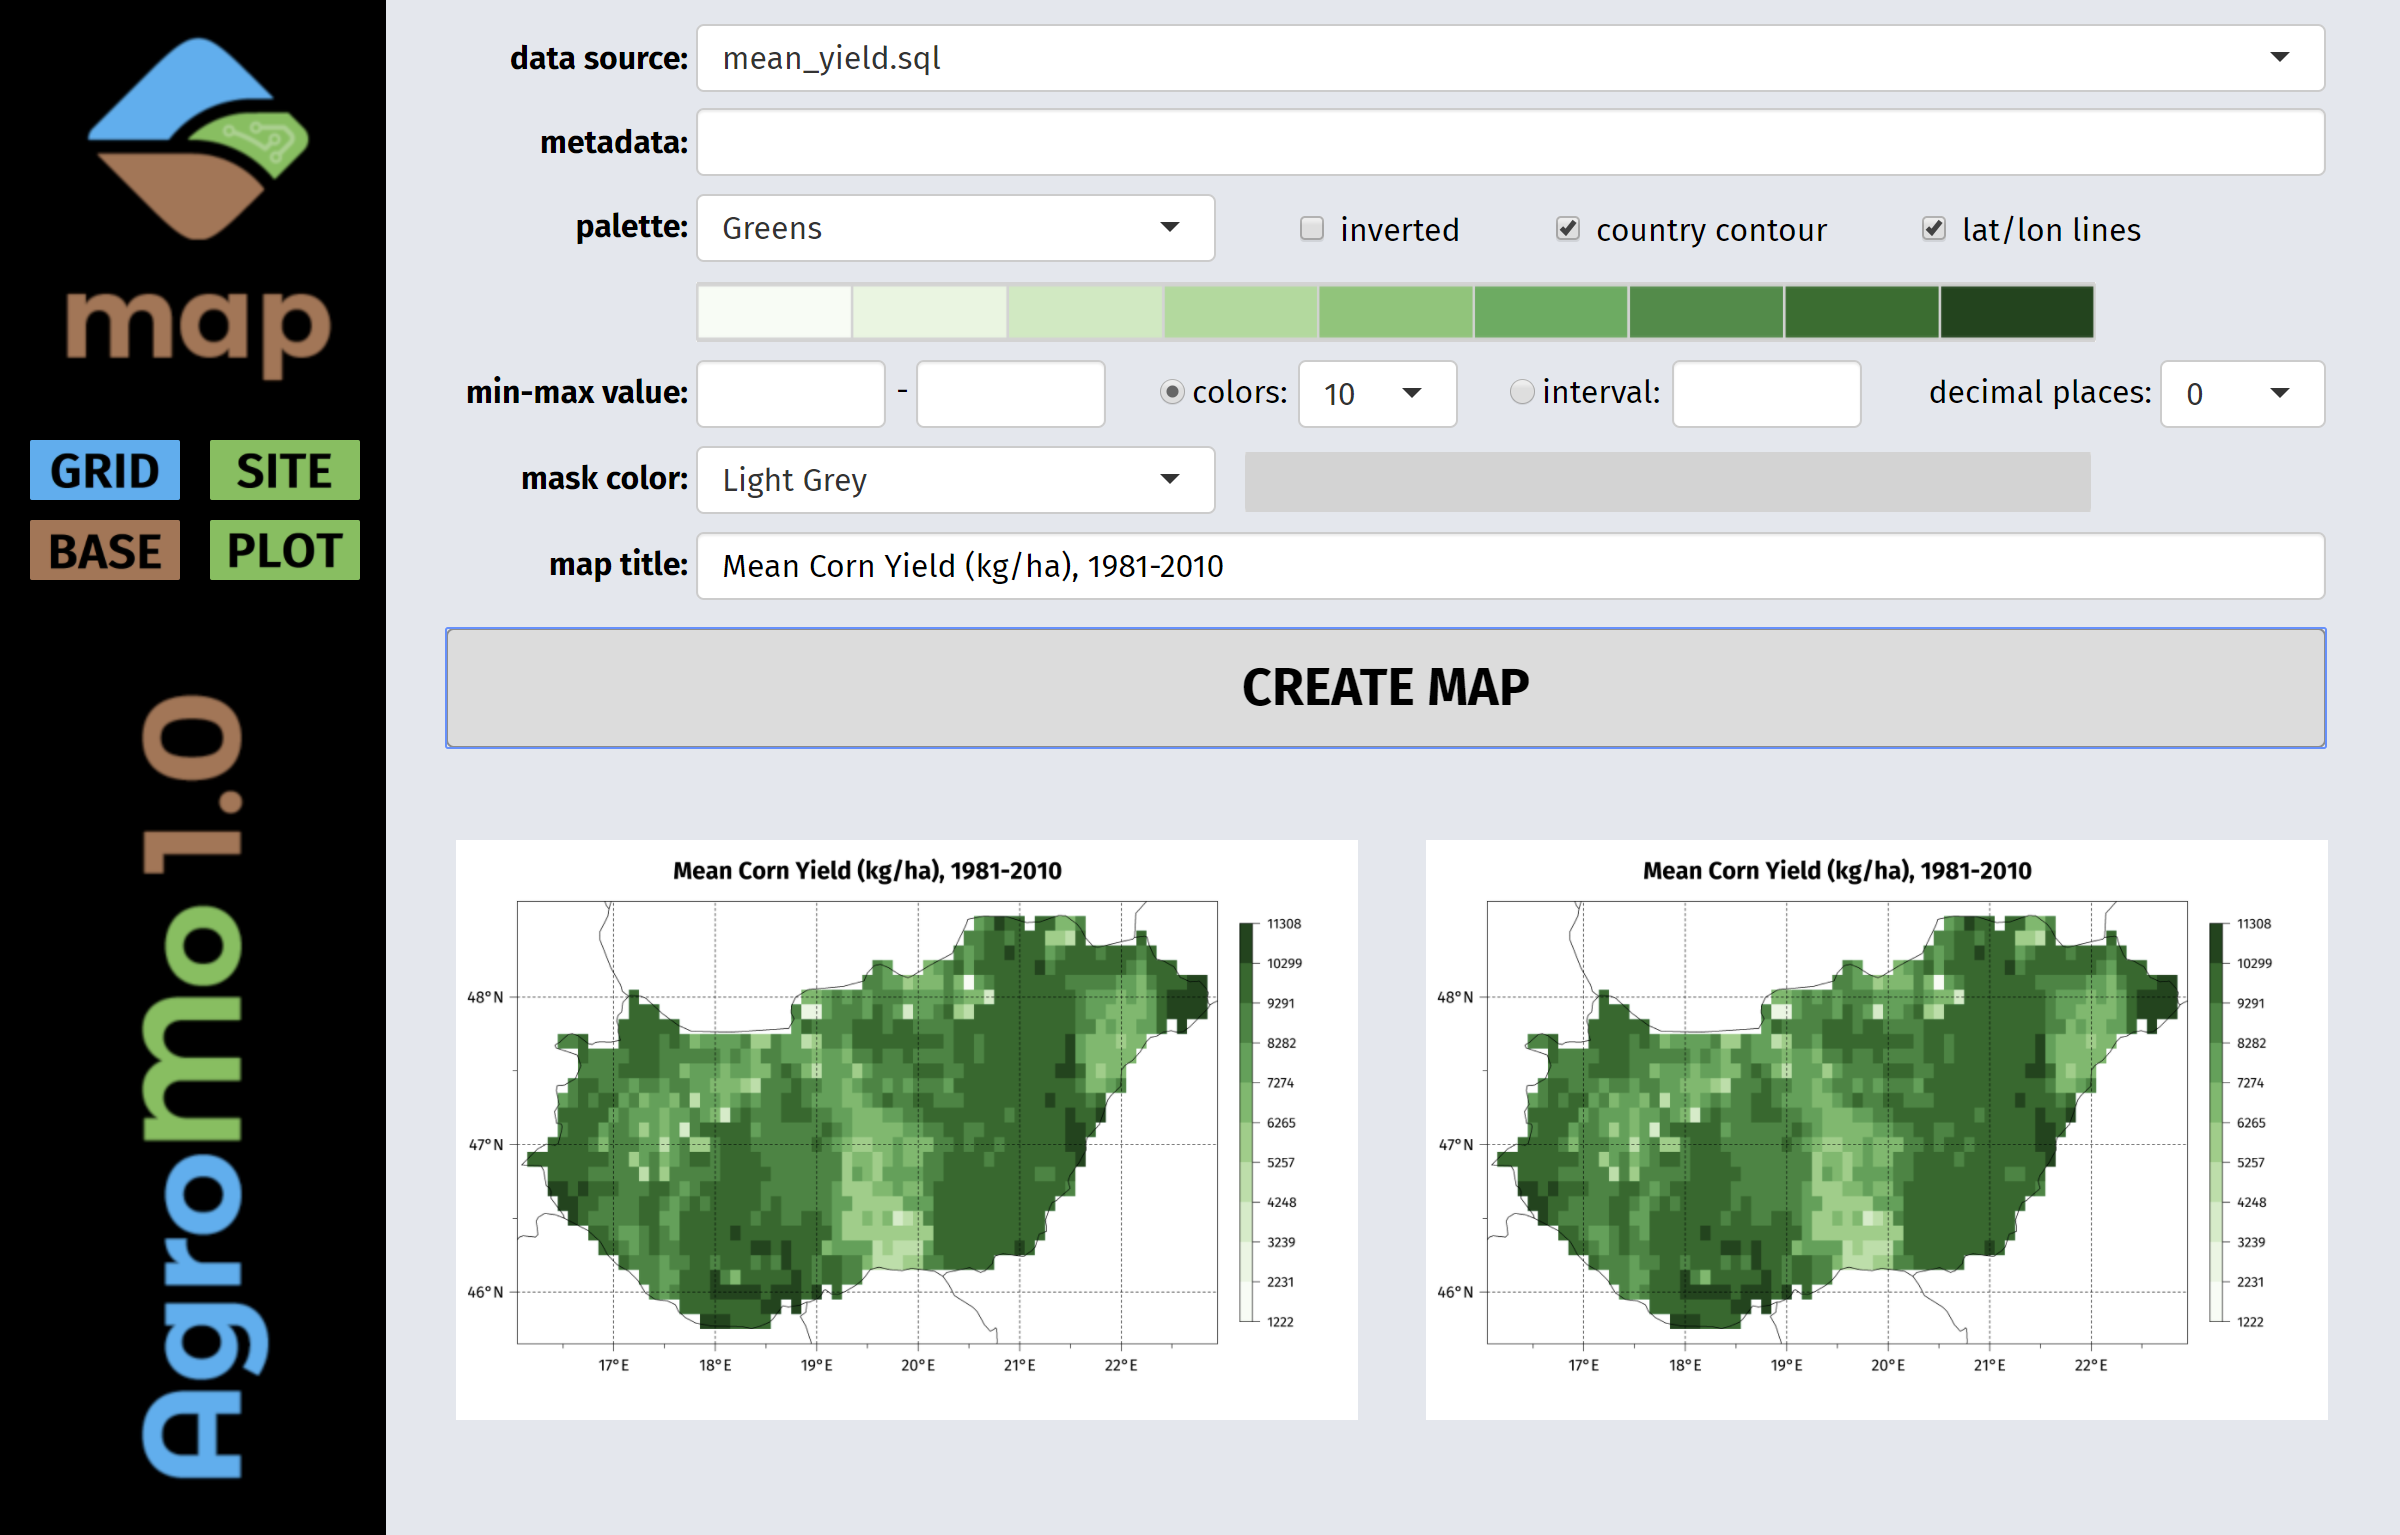 map
GRID SITE
BASE PLOT
Agromo 1.0
data source: mean_yield.sql
metadata:
palette: Greens inverted country contour lat/lon lines
min-max value: - colors: 10 interval: decimal places: 0
mask color: Light Grey
map title: Mean Corn Yield (kg/ha), 1981-2010
CREATE MAP
Mean Corn Yield (kg/ha), 1981-2010
48°N
47°N
46°N
17°E 18°E 19°E 20°E 21°E 22°E
11308
10299
9291
8282
7274
6265
5257
4248
3239
2231
1222
Mean Corn Yield (kg/ha), 1981-2010
48°N
47°N
46°N
17°E 18°E 19°E 20°E 21°E 22°E
11308
10299
9291
8282
7274
6265
5257
4248
3239
2231
1222